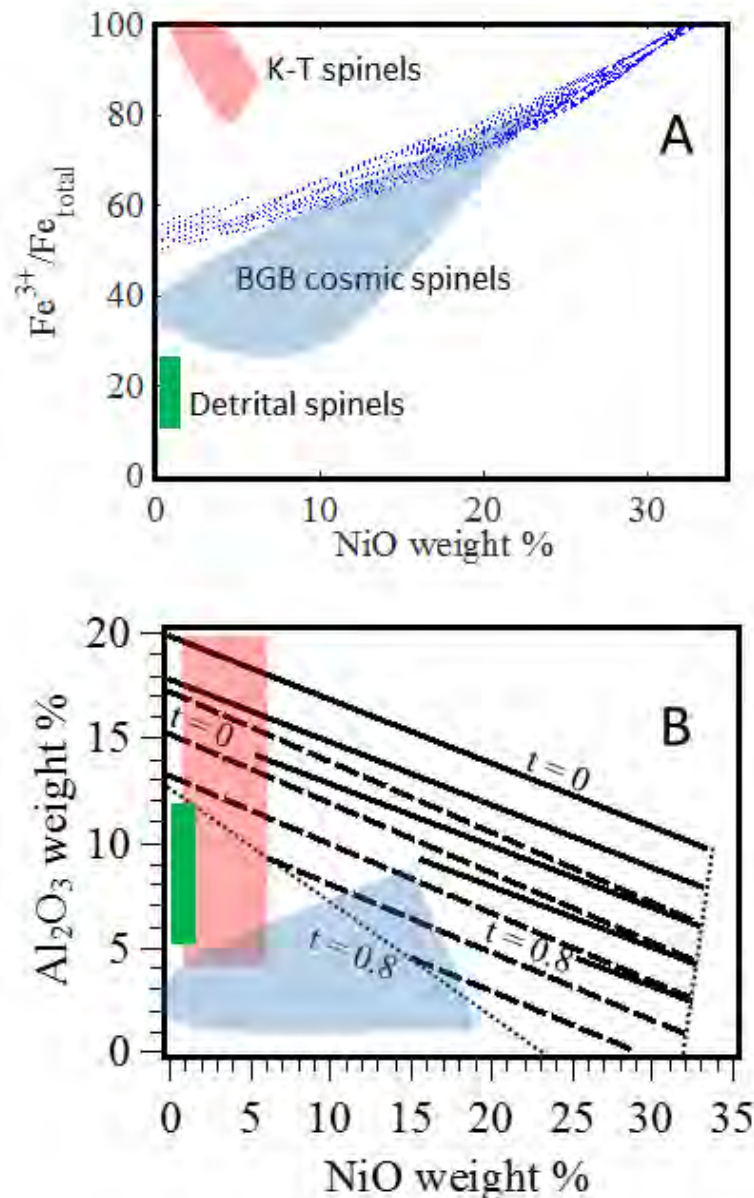 100
80
60
40
20
0
Fe³⁺/Fe_total
K-T spinels
A
BGB cosmic spinels
Detrital spinels
0 10 20 30
NiO weight %
20
15
10
5
0
Al₂O₃ weight %
B
t = 0
t = 0
t = 0.8
t = 0.8
0 5 10 15 20 25 30 35
NiO weight %